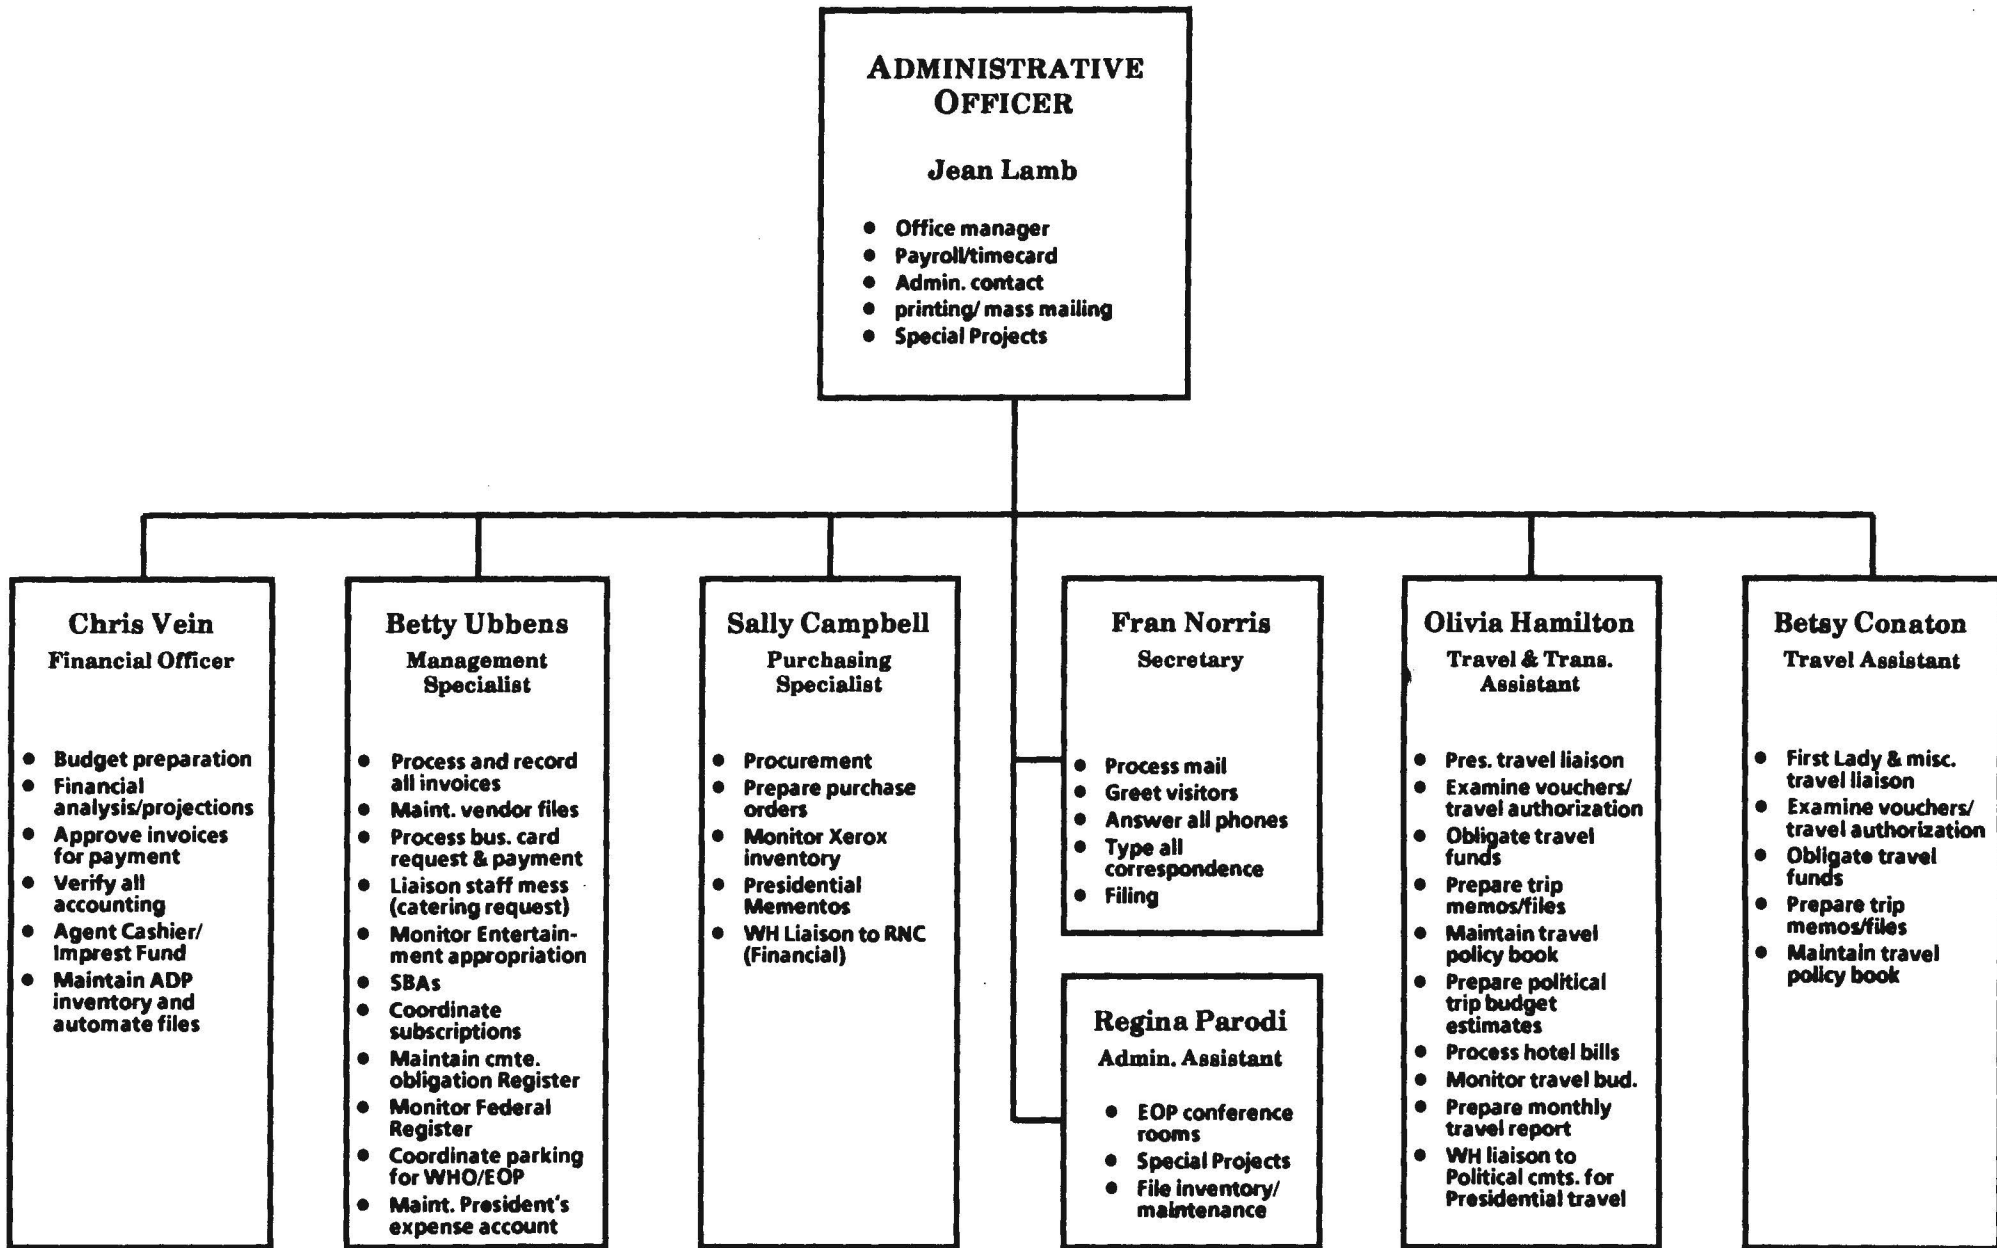 ADMINISTRATIVE
OFFICER
Jean Lamb
● Office manager
● Payroll/timecard
● Admin. contact
● printing/ mass mailing
● Special Projects
Chris Vein
Financial Officer
● Budget preparation
● Financial
analysis/projections
● Approve invoices
for payment
● Verify all
accounting
● Agent Cashier/
Imprest Fund
● Maintain ADP
inventory and
automate files
Betty Ubbens
Management
Specialist
● Process and record
all invoices
● Maint. vendor files
● Process bus. card
request & payment
● Liaison staff mess
(catering request)
● Monitor Entertain-
ment appropriation
● SBAs
● Coordinate
subscriptions
● Maintain cmte.
obligation Register
● Monitor Federal
Register
● Coordinate parking
for WHO/EOP
● Maint. President's
expense account
Sally Campbell
Purchasing
Specialist
● Procurement
● Prepare purchase
orders
● Monitor Xerox
inventory
● Presidential
Mementos
● WH Liaison to RNC
(Financial)
Fran Norris
Secretary
● Process mail
● Greet visitors
● Answer all phones
● Type all
correspondence
● Filing
Regina Parodi
Admin. Assistant
● EOP conference
rooms
● Special Projects
● File inventory/
maintenance
Olivia Hamilton
Travel & Trans.
Assistant
● Pres. travel liaison
● Examine vouchers/
travel authorization
● Obligate travel
funds
● Prepare trip
memos/files
● Maintain travel
policy book
● Prepare political
trip budget
estimates
● Process hotel bills
● Monitor travel bud.
● Prepare monthly
travel report
● WH liaison to
Political cmts. for
Presidential travel
Betsy Conaton
Travel Assistant
● First Lady & misc.
travel liaison
● Examine vouchers/
travel authorization
● Obligate travel
funds
● Prepare trip
memos/files
● Maintain travel
policy book